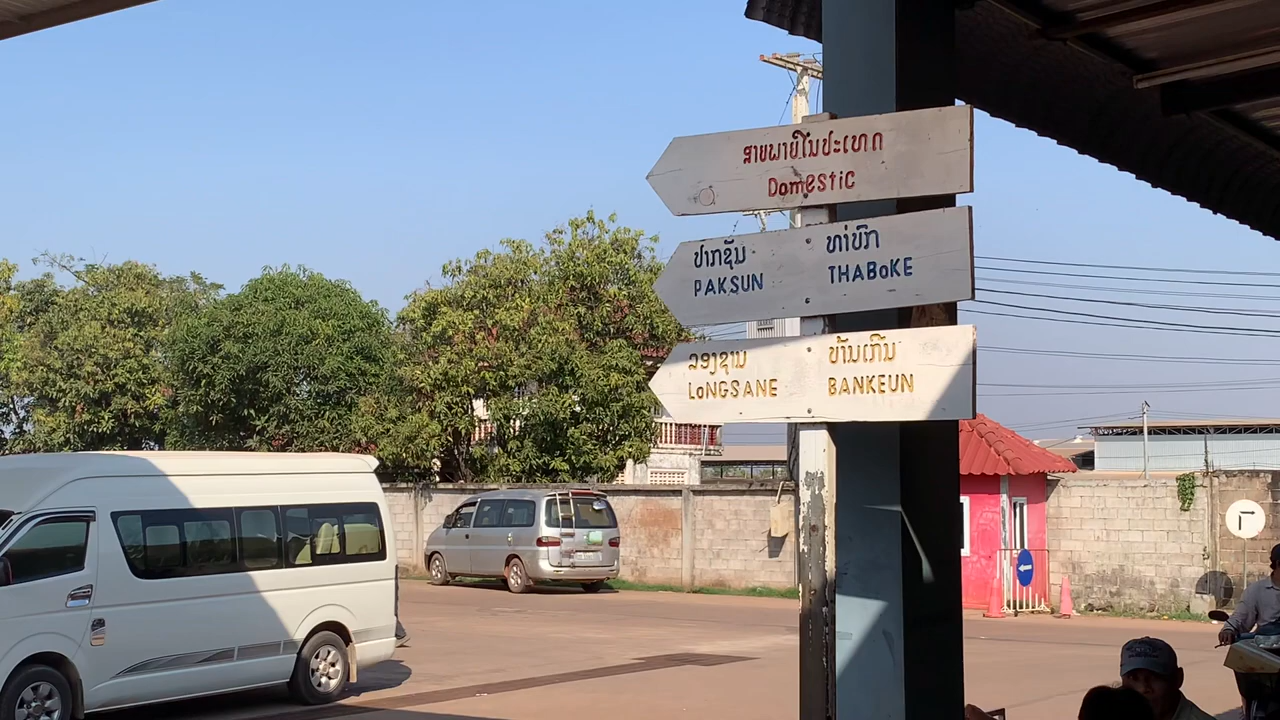 ສາຍພາຍໃນປະເທດ
Domestic
ປາກຊັນ ທ່າບົກ
PAKSUN THABOKE
ລອງຊານ ບ້ານເກີນ
LONGSANE BANKEUN